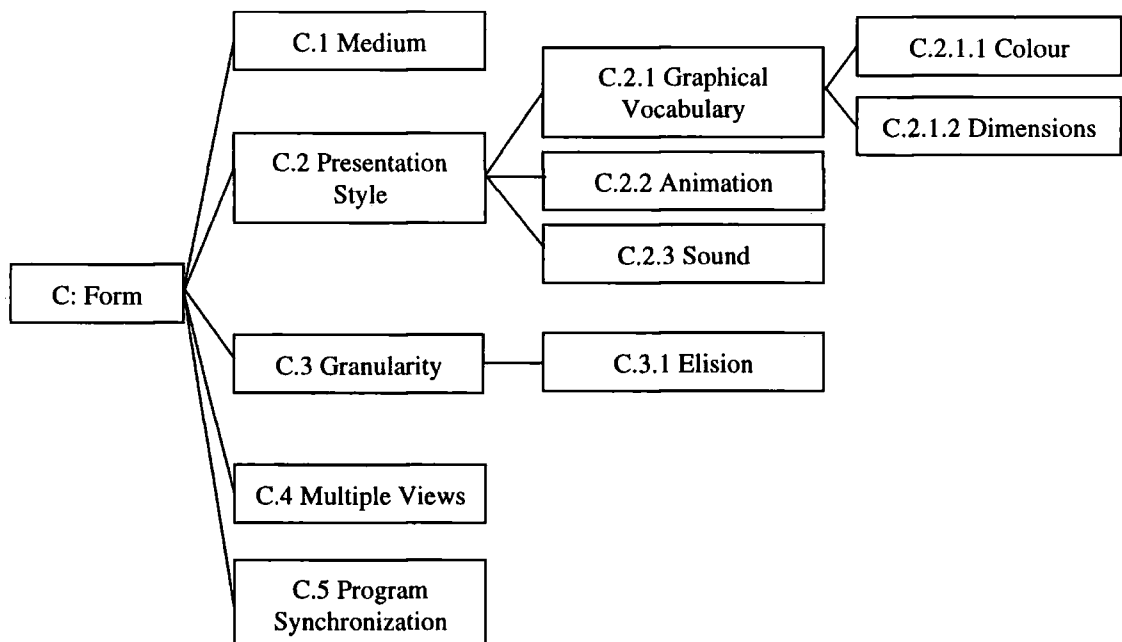 C: Form
C.1 Medium
C.2 Presentation
Style
C.2.1 Graphical
Vocabulary
C.2.1.1 Colour
C.2.1.2 Dimensions
C.2.2 Animation
C.2.3 Sound
C.3 Granularity
C.3.1 Elision
C.4 Multiple Views
C.5 Program
Synchronization